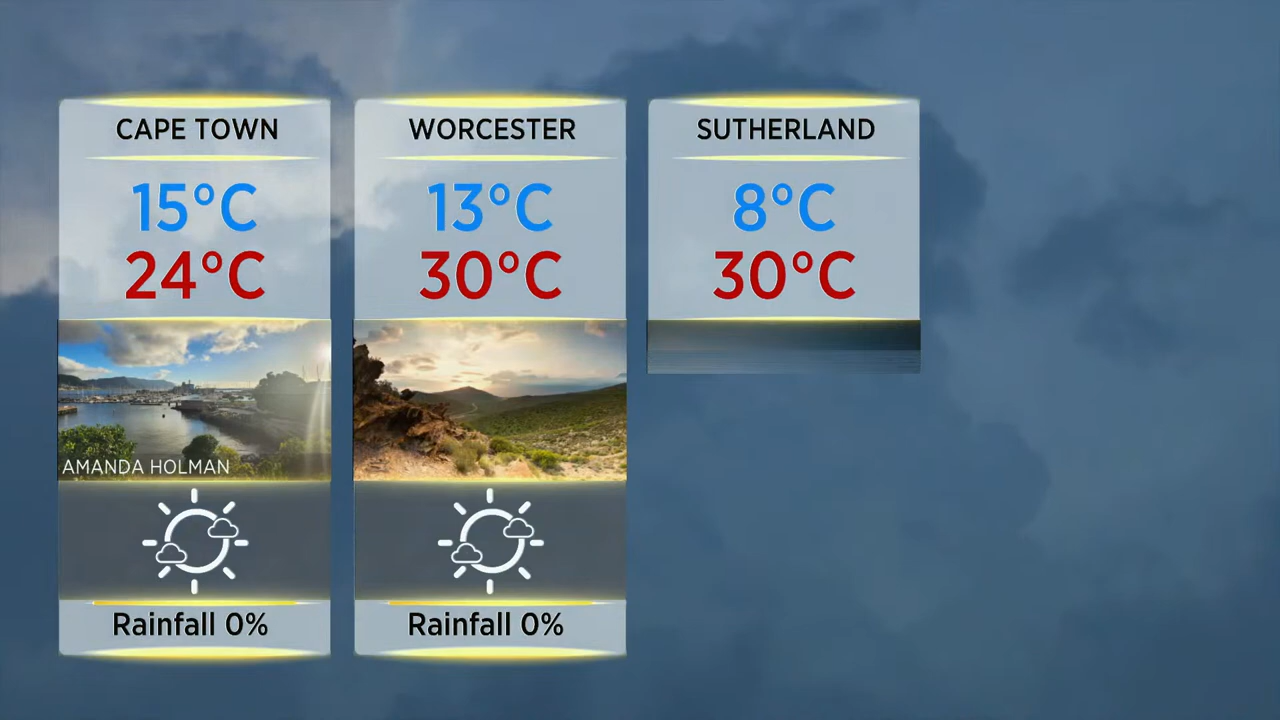 CAPE TOWN
15°C
24°C
AMANDA HOLMAN
Rainfall 0%
WORCESTER
13°C
30°C
Rainfall 0%
SUTHERLAND
8°C
30°C